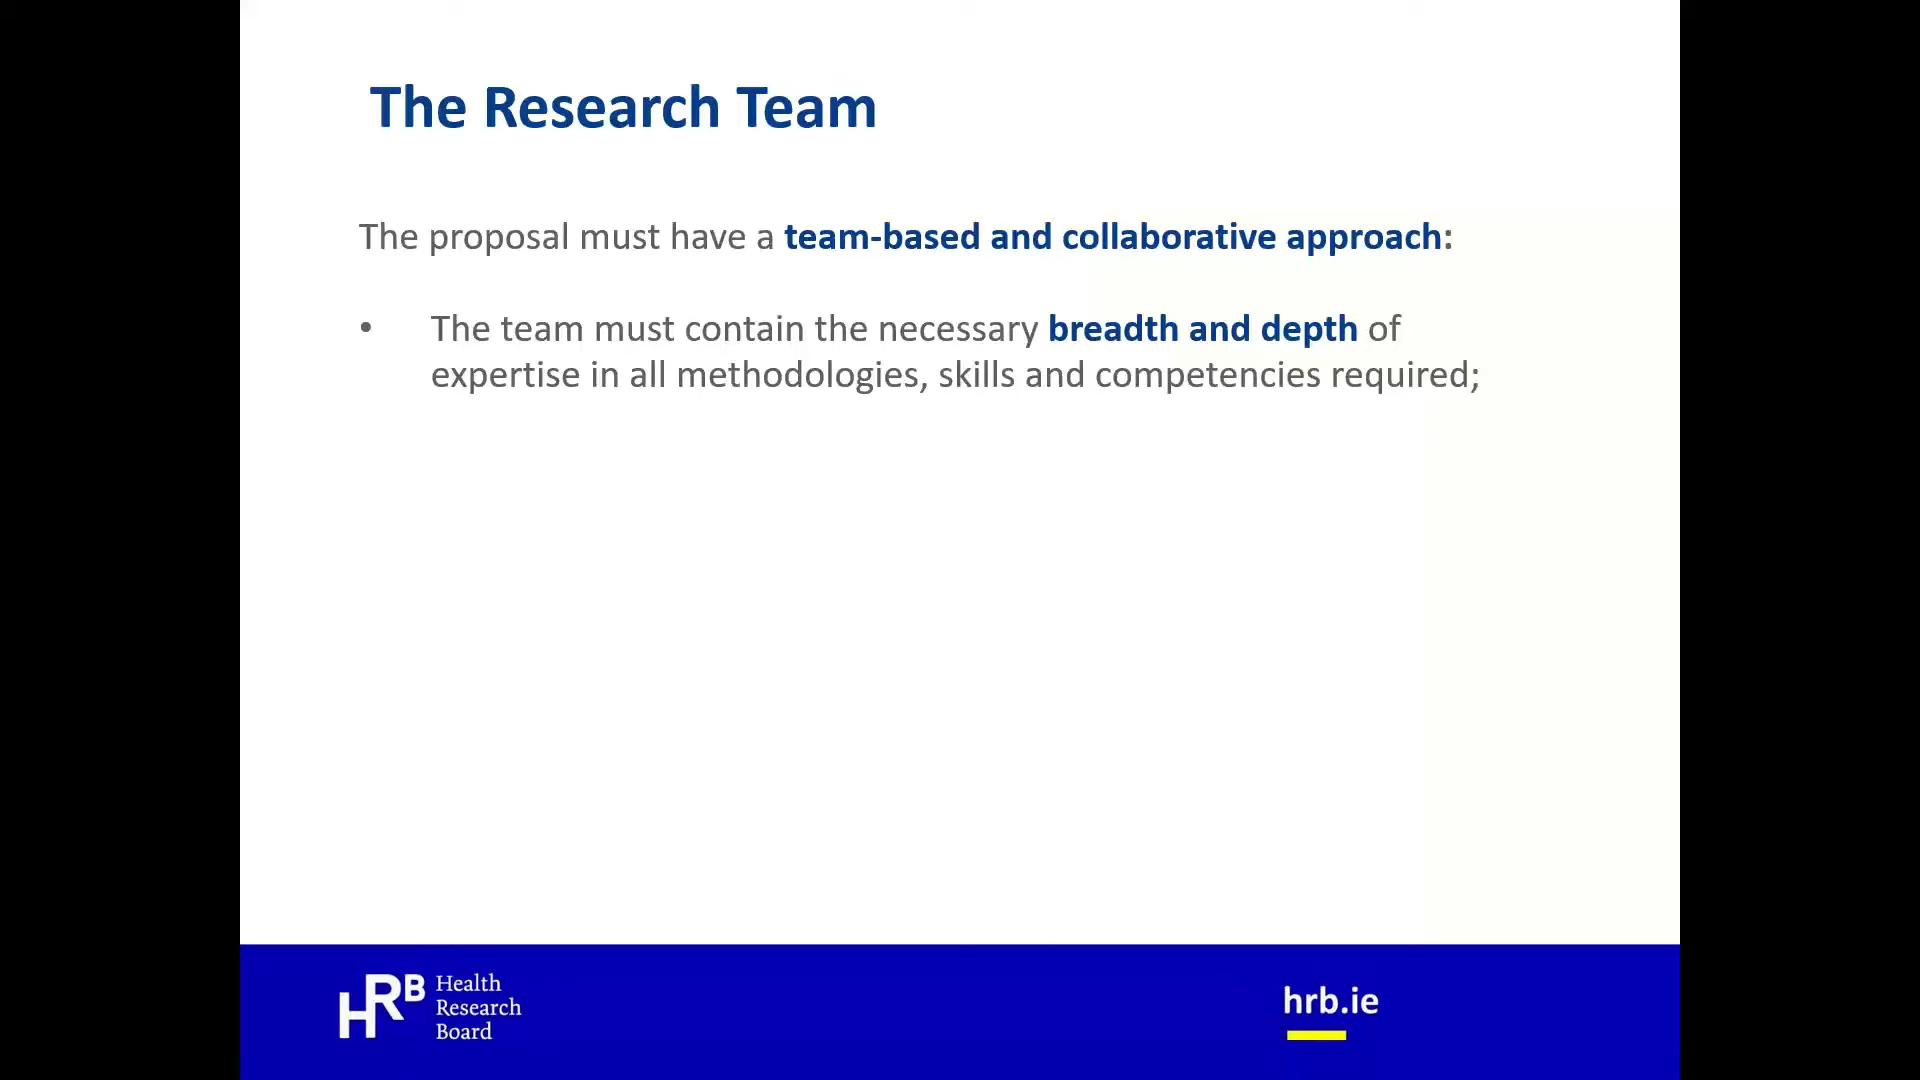 The Research Team
The proposal must have a team-based and collaborative approach:
• The team must contain the necessary breadth and depth of
expertise in all methodologies, skills and competencies required;
HRB
Health
Research
Board
hrb.ie